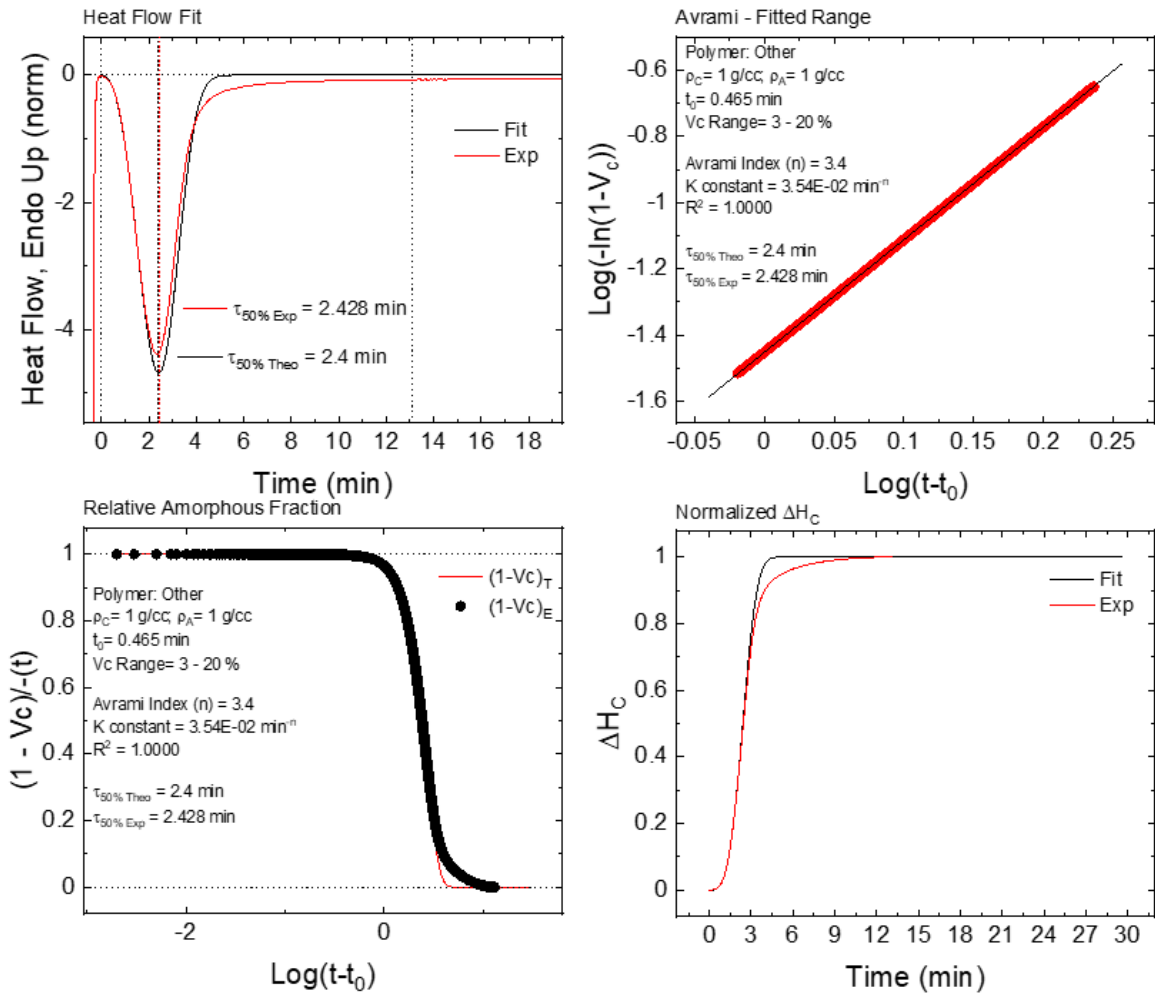 Heat Flow Fit
Heat Flow, Endo Up (norm)
0
-2
-4
Fit
Exp
τ50% Exp = 2.428 min
τ50% Theo = 2.4 min
0 2 4 6 8 10 12 14 16 18
Time (min)
Avrami - Fitted Range
Log(-ln(1-Vc))
-0.6
-0.8
-1
-1.2
-1.4
-1.6
Polymer: Other
ρC= 1 g/cc; ρA= 1 g/cc
t0= 0.465 min
Vc Range= 3 - 20 %
Avrami Index (n) = 3.4
K constant = 3.54E-02 min-n
R2 = 1.0000
τ50% Theo = 2.4 min
τ50% Exp = 2.428 min
-0.05 0 0.05 0.1 0.15 0.2 0.25
Log(t-t0)
Relative Amorphous Fraction
(1 - Vc)/-(t)
1
0.8
0.6
0.4
0.2
0
(1-Vc)T
(1-Vc)E
Polymer: Other
ρC= 1 g/cc; ρA= 1 g/cc
t0= 0.465 min
Vc Range= 3 - 20 %
Avrami Index (n) = 3.4
K constant = 3.54E-02 min-n
R2 = 1.0000
τ50% Theo = 2.4 min
τ50% Exp = 2.428 min
-2 0
Log(t-t0)
Normalized ΔHC
ΔHC
1
0.8
0.6
0.4
0.2
0
Fit
Exp
0 3 6 9 12 15 18 21 24 27 30
Time (min)